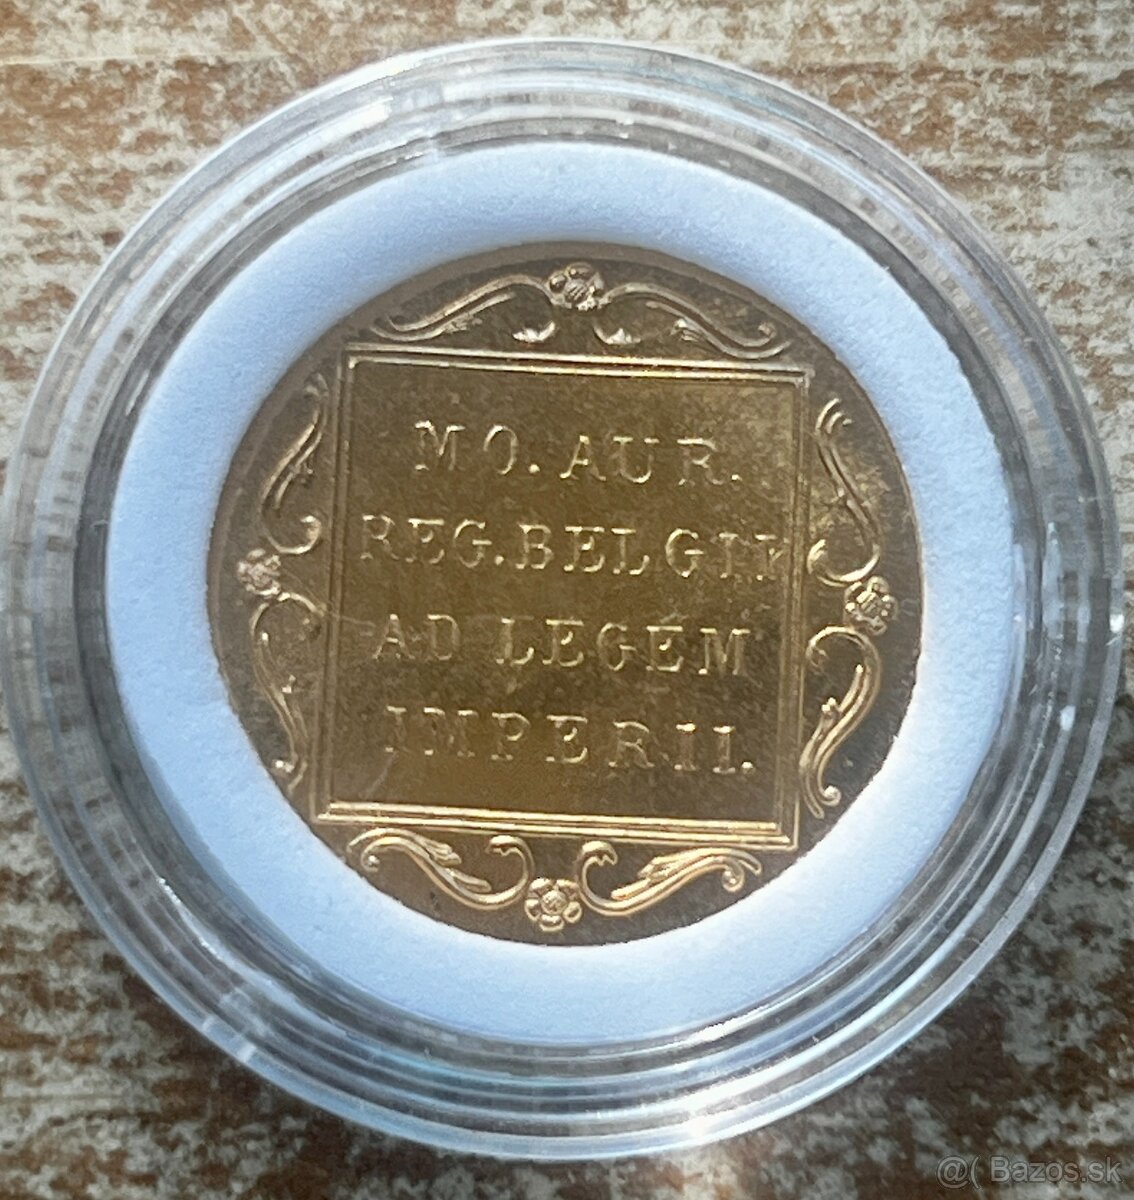 MO.AUR.
REG.BELGII
AD LEGEM
IMPERII.
@( Bazos.sk